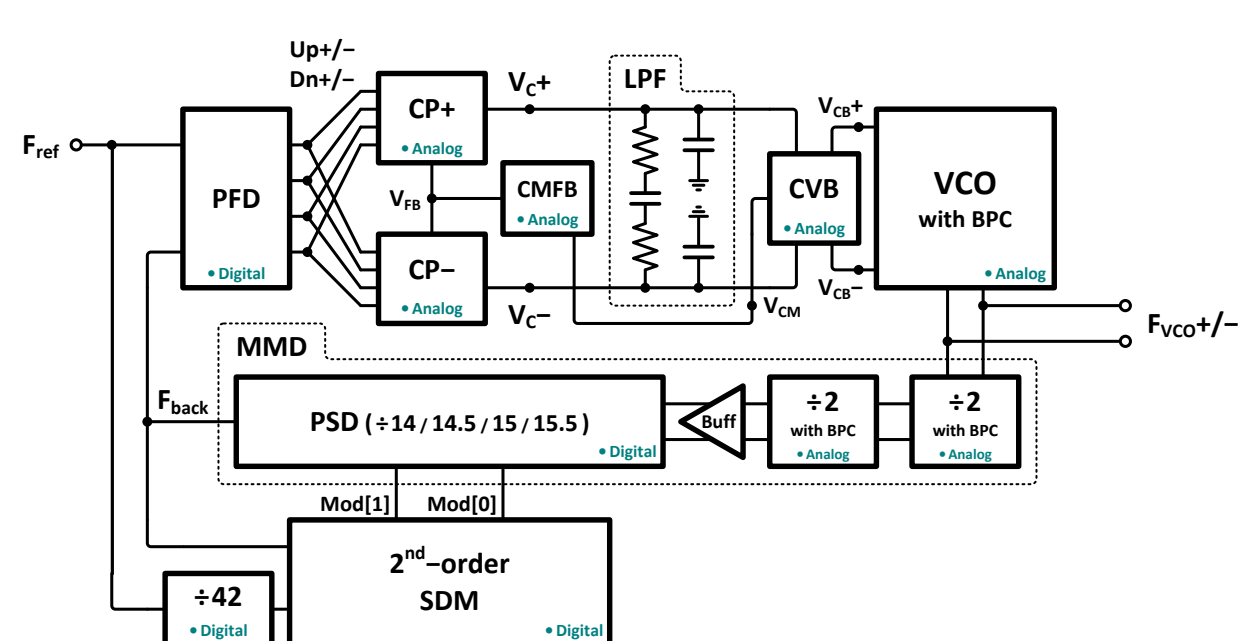 Up+/−
Dn+/−
CP+
• Analog
V_C+
LPF
V_CB+
F_ref
PFD
• Digital
V_FB
CMFB
• Analog
CVB
• Analog
VCO
with BPC
• Analog
CP−
• Analog
V_C−
V_CM
V_CB−
F_VCO+/−
MMD
F_back
PSD (÷14 / 14.5 / 15 / 15.5)
• Digital
Buff
÷2
with BPC
• Analog
÷2
with BPC
• Analog
Mod[1]
Mod[0]
2nd−order
SDM
• Digital
÷42
• Digital